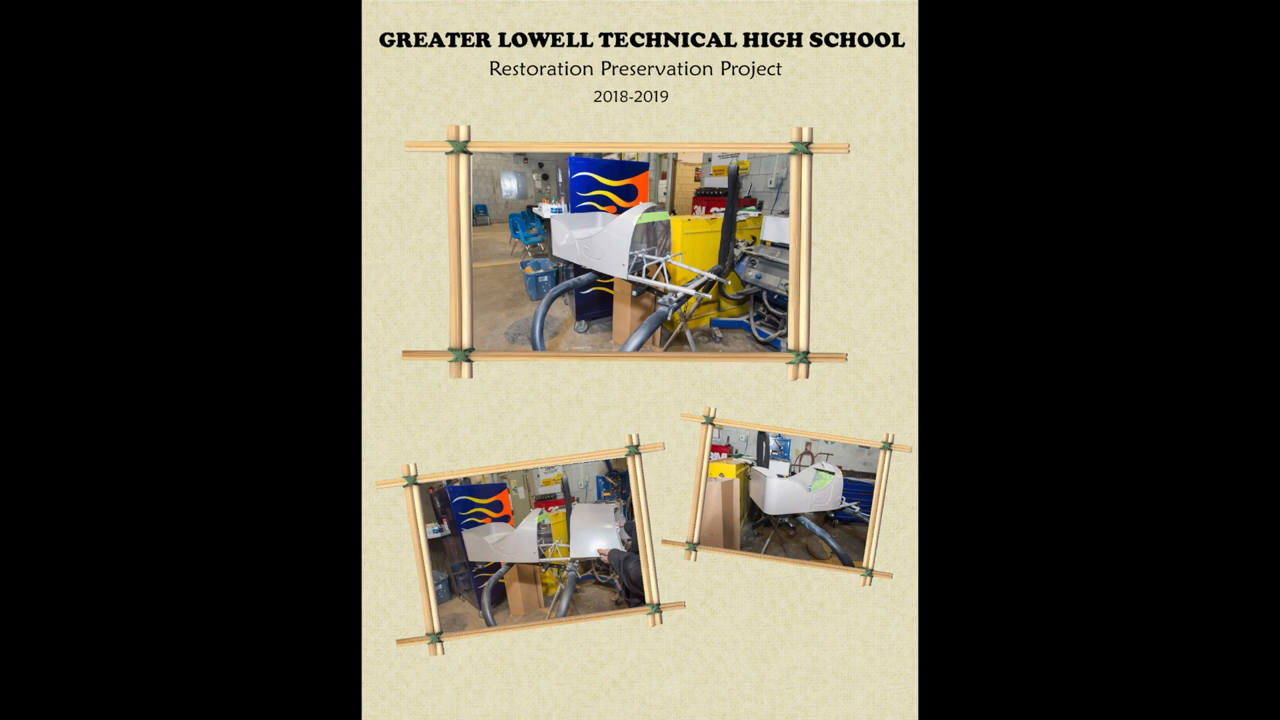 GREATER LOWELL TECHNICAL HIGH SCHOOL
Restoration Preservation Project
2018-2019